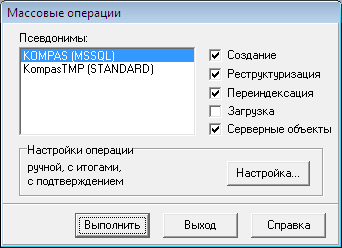 Массовые операции
Псевдонимы:
KOMPAS (MSSQL)
KompasTMP (STANDARD)
Создание
Реструктуризация
Переиндексация
Загрузка
Серверные объекты
Настройки операции
ручной, с итогами,
с подтверждением
Настройка...
Выполнить
Выход
Справка